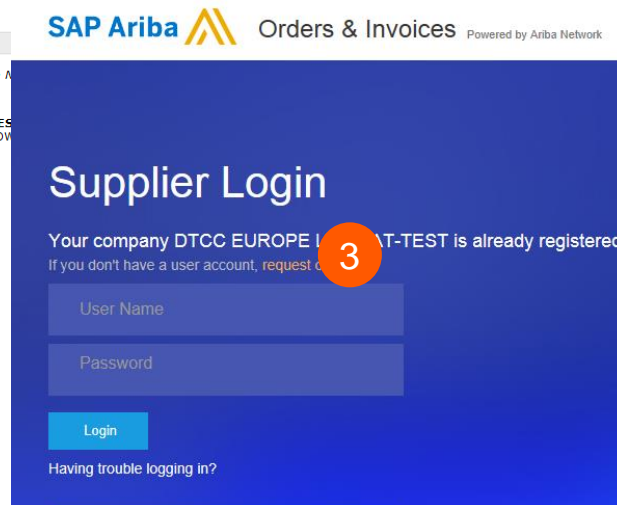 SAP Ariba Orders & Invoices Powered by Ariba Network
Supplier Login
Your company DTCC EUROPE AT-TEST is already registered
If you don't have a user account, request
3
User Name
Password
Login
Having trouble logging in?